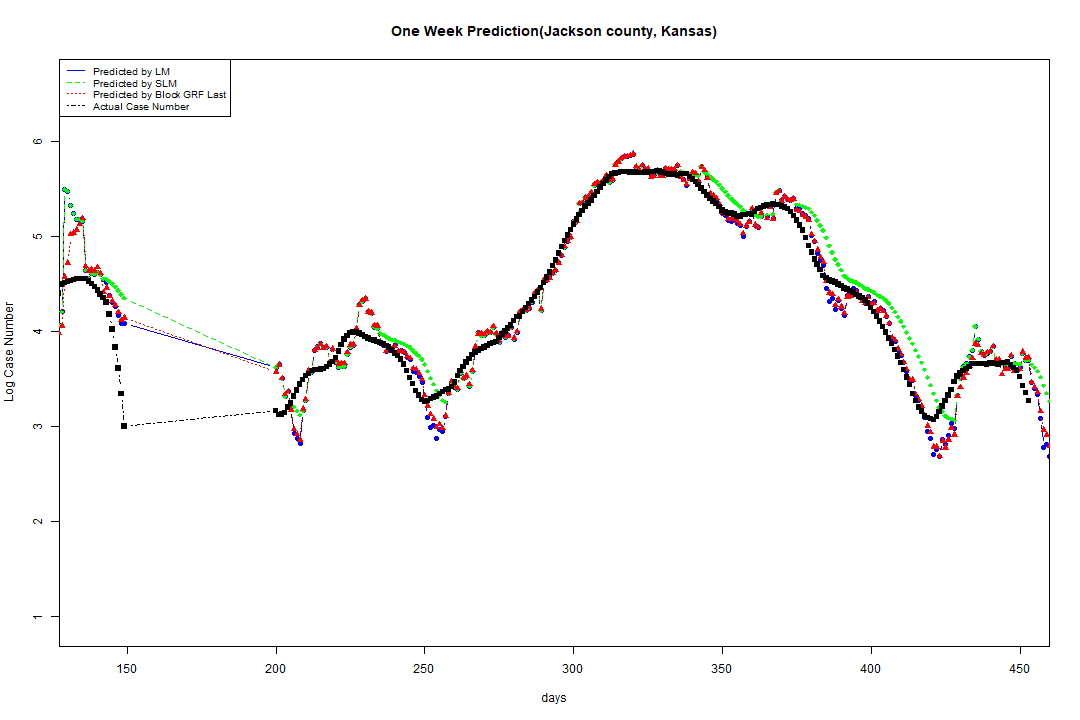 One Week Prediction(Jackson county, Kansas)
Predicted by LM
Predicted by SLM
Predicted by Block GRF Last
Actual Case Number
6
5
4
3
2
1
Log Case Number
150 200 250 300 350 400 450
days